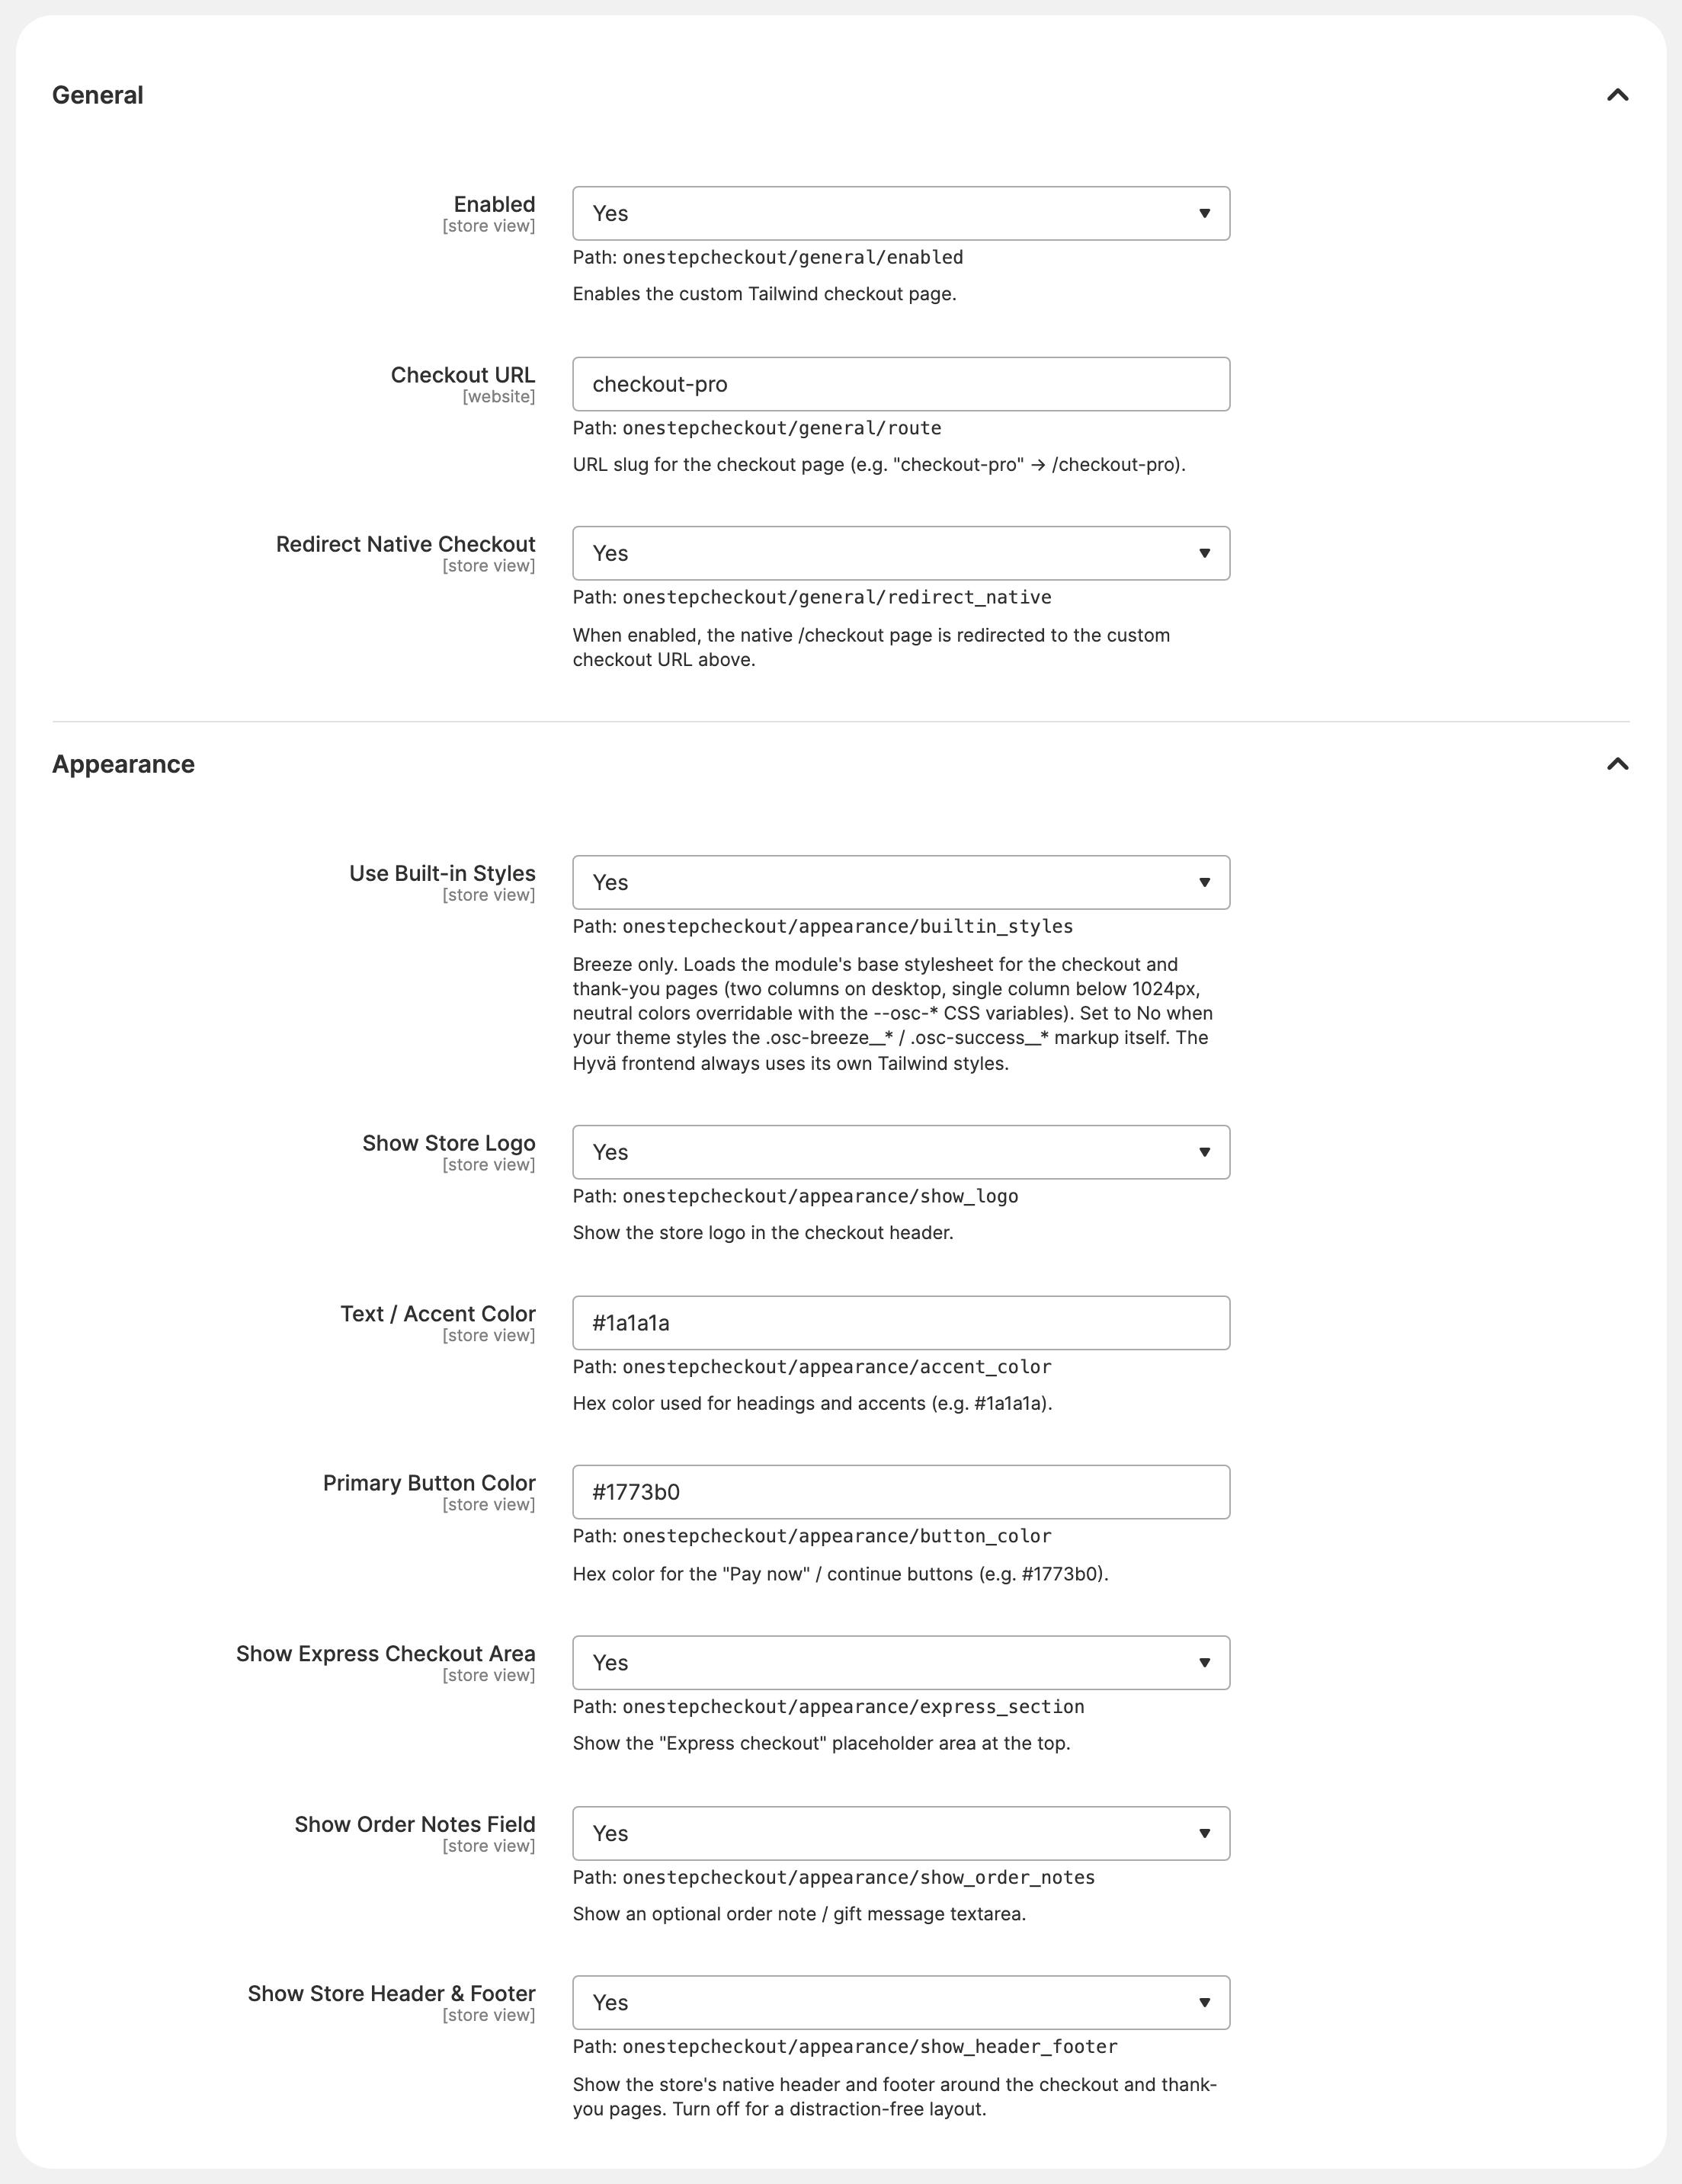 General
Enabled
[store view]
Yes
Path: onestepcheckout/general/enabled
Enables the custom Tailwind checkout page.
Checkout URL
[website]
checkout-pro
Path: onestepcheckout/general/route
URL slug for the checkout page (e.g. "checkout-pro" → /checkout-pro).
Redirect Native Checkout
[store view]
Yes
Path: onestepcheckout/general/redirect_native
When enabled, the native /checkout page is redirected to the custom
checkout URL above.
Appearance
Use Built-in Styles
[store view]
Yes
Path: onestepcheckout/appearance/builtin_styles
Breeze only. Loads the module's base stylesheet for the checkout and
thank-you pages (two columns on desktop, single column below 1024px,
neutral colors overridable with the --osc-* CSS variables). Set to No when
your theme styles the .osc-breeze__* / .osc-success__* markup itself. The
Hyvä frontend always uses its own Tailwind styles.
Show Store Logo
[store view]
Yes
Path: onestepcheckout/appearance/show_logo
Show the store logo in the checkout header.
Text / Accent Color
[store view]
#1a1a1a
Path: onestepcheckout/appearance/accent_color
Hex color used for headings and accents (e.g. #1a1a1a).
Primary Button Color
[store view]
#1773b0
Path: onestepcheckout/appearance/button_color
Hex color for the "Pay now" / continue buttons (e.g. #1773b0).
Show Express Checkout Area
[store view]
Yes
Path: onestepcheckout/appearance/express_section
Show the "Express checkout" placeholder area at the top.
Show Order Notes Field
[store view]
Yes
Path: onestepcheckout/appearance/show_order_notes
Show an optional order note / gift message textarea.
Show Store Header & Footer
[store view]
Yes
Path: onestepcheckout/appearance/show_header_footer
Show the store's native header and footer around the checkout and thank-
you pages. Turn off for a distraction-free layout.